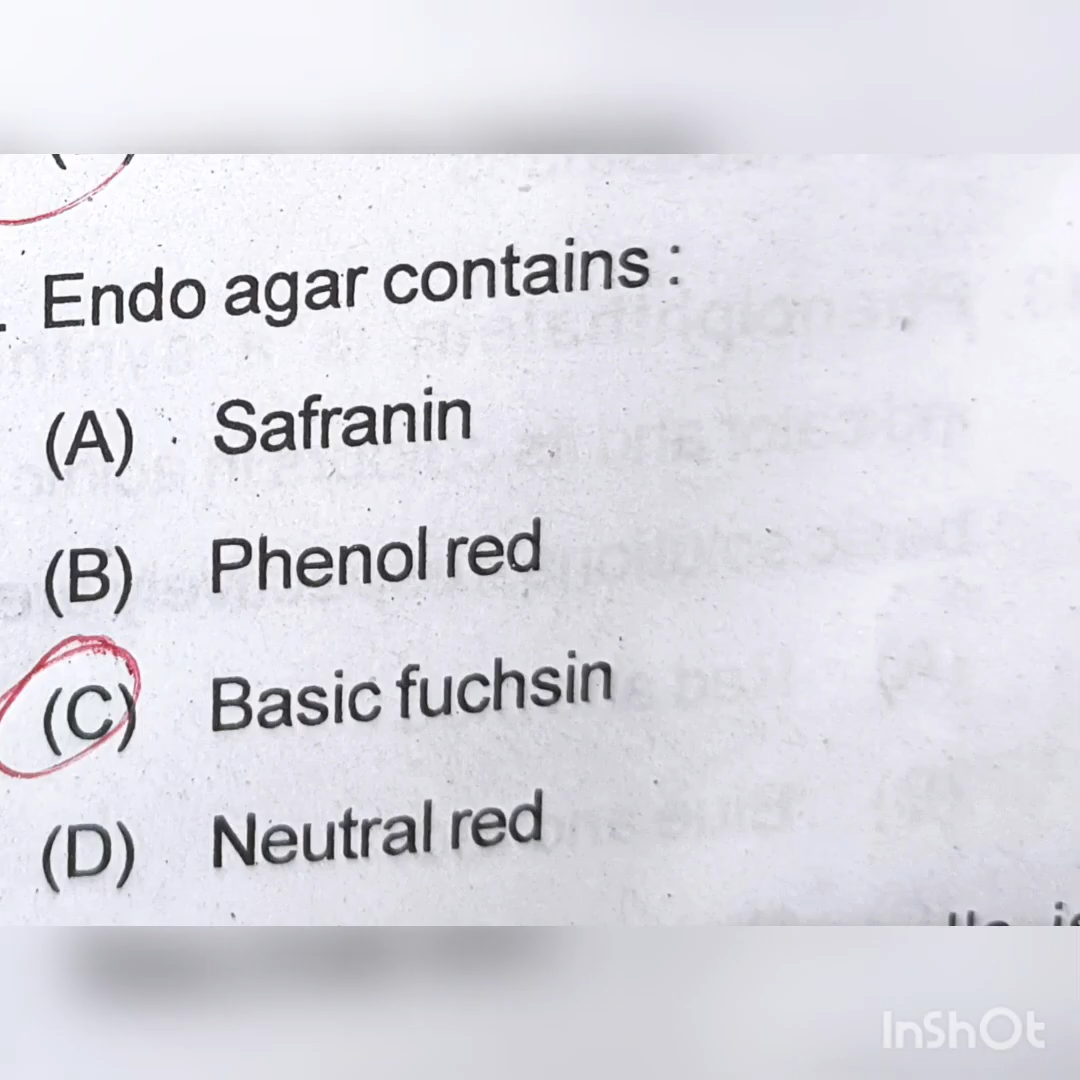 . Endo agar contains :
(A) Safranin
(B) Phenol red
(C) Basic fuchsin
(D) Neutral red
InShOt